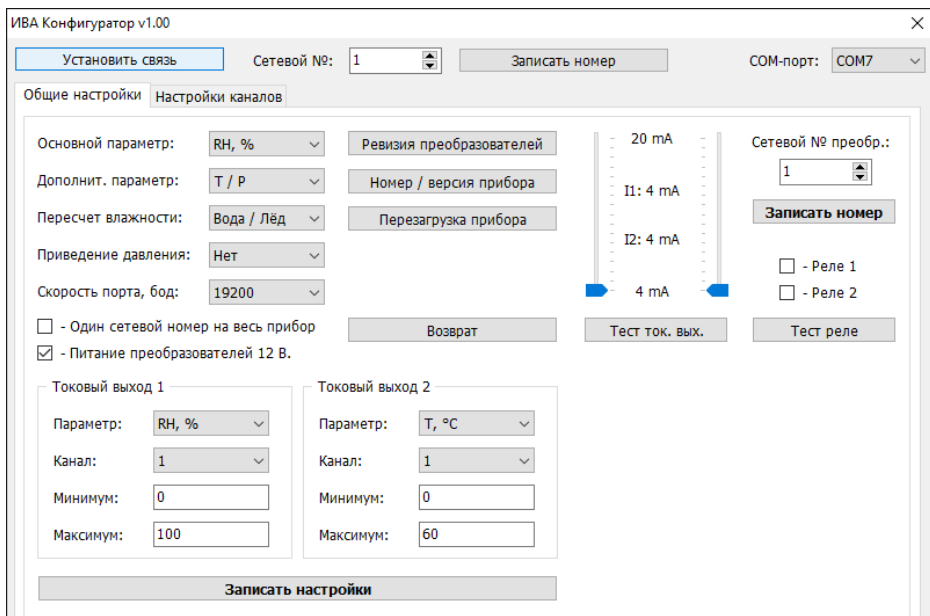 ИВА Конфигуратор v1.00
Установить связь Сетевой №: 1 Записать номер COM-порт: COM7
Общие настройки Настройки каналов
Основной параметр: RH, % Ревизия преобразователей 20 mA Сетевой № преобр.:
Дополнит. параметр: T / P Номер / версия прибора I1: 4 mA 1
Пересчет влажности: Вода / Лёд Перезагрузка прибора Записать номер
I2: 4 mA
Приведение давления: Нет - Реле 1
Скорость порта, бод: 19200 4 mA - Реле 2
- Один сетевой номер на весь прибор Возврат Тест ток. вых. Тест реле
- Питание преобразователей 12 В.
Токовый выход 1 Токовый выход 2
Параметр: RH, % Параметр: T, °C
Канал: 1 Канал: 1
Минимум: 0 Минимум: 0
Максимум: 100 Максимум: 60
Записать настройки